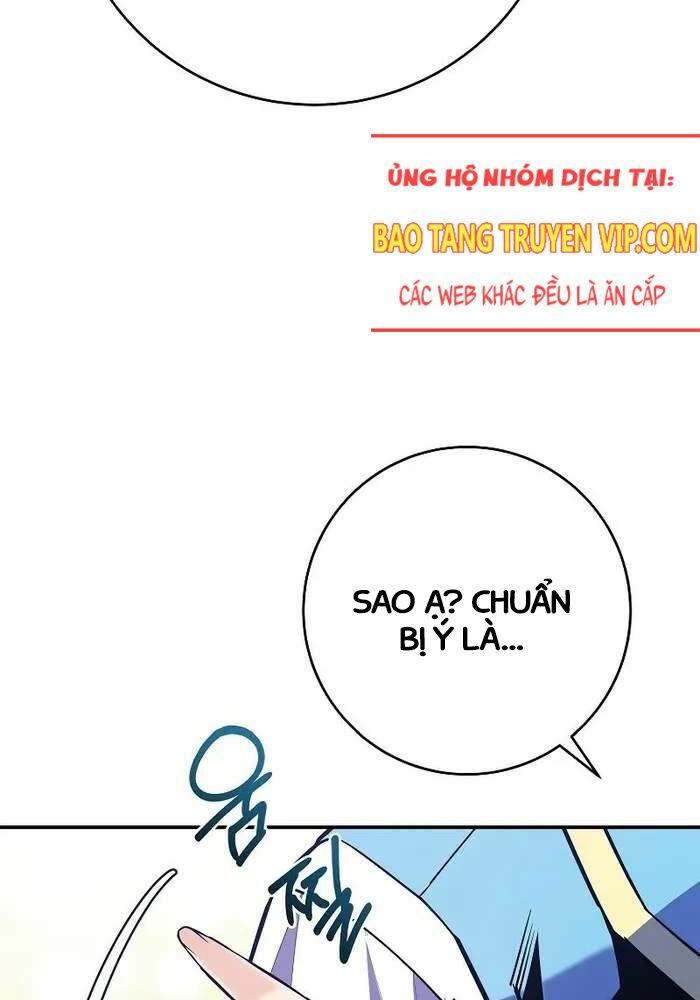 ỦNG HỘ NHÓM DỊCH TẠI:
BAO TANG TRUYEN VIP.COM
CÁC WEB KHÁC ĐỀU LÀ ĂN CẮP
SAO Ạ? CHUẨN
BỊ Ý LÀ...
움